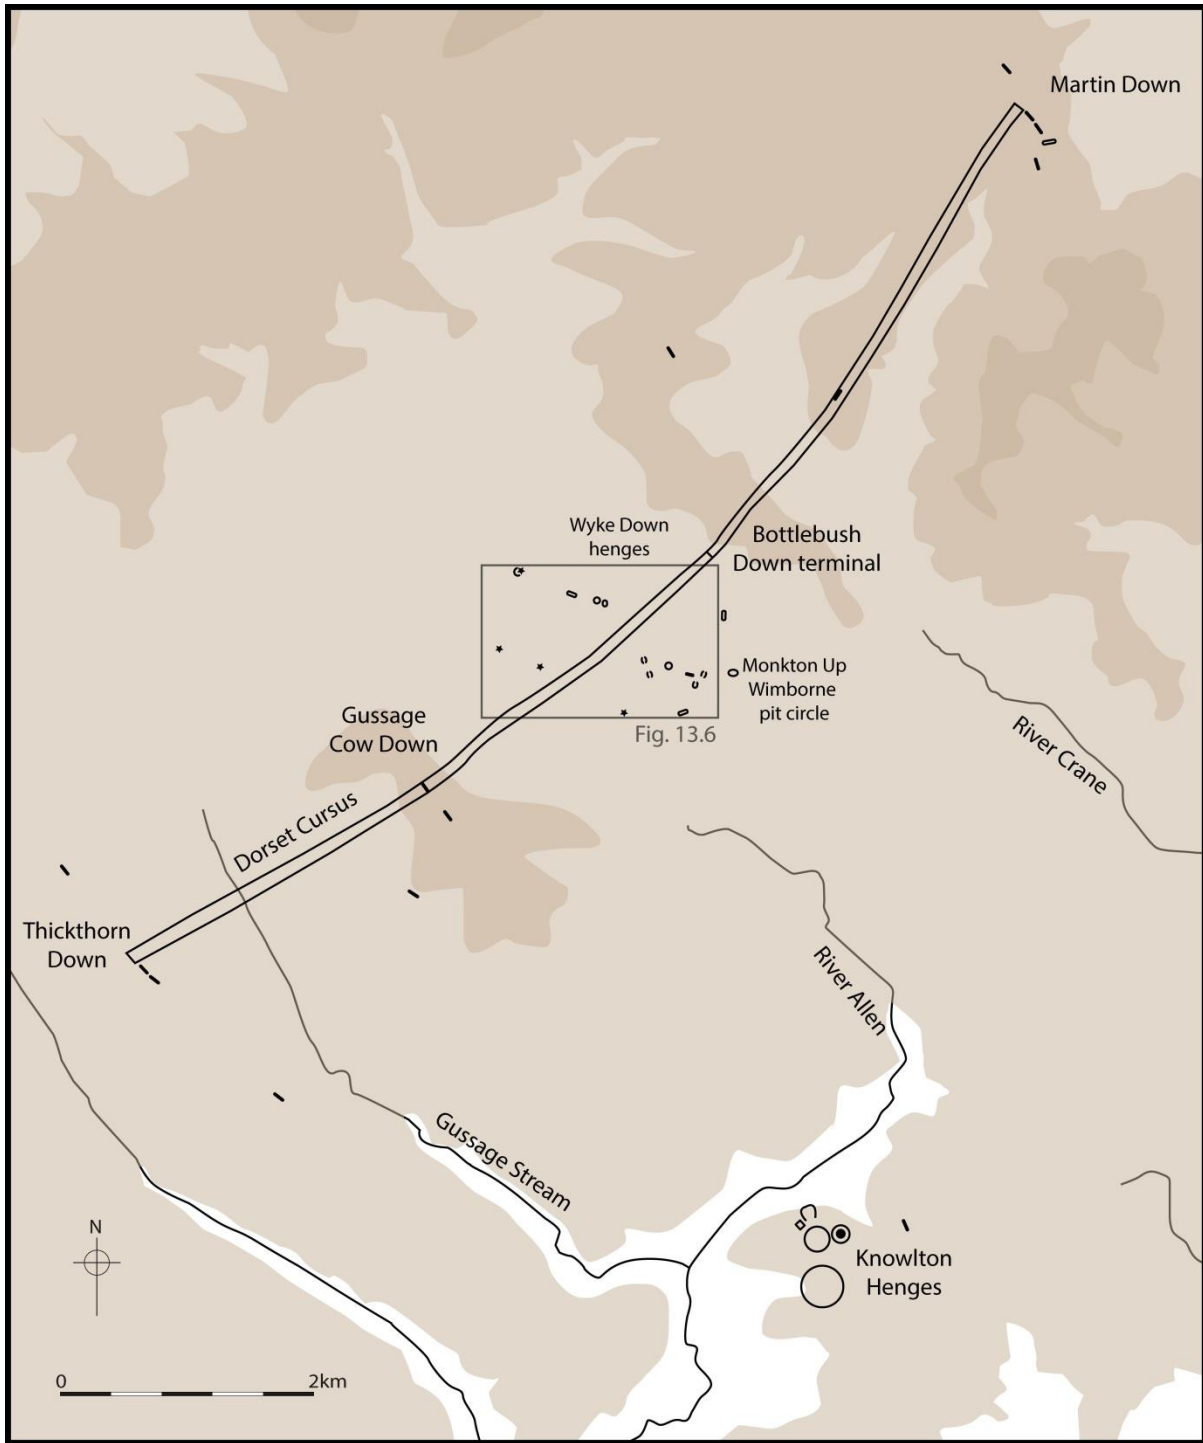 Martin Down
Wyke Down
henges
Bottlebush
Down terminal
Monkton Up
Wimborne
pit circle
Fig. 13.6
Gussage
Cow Down
River Crane
Dorset Cursus
Thickthorn
Down
River Allen
Gussage Stream
N
Knowlton
Henges
0 2km